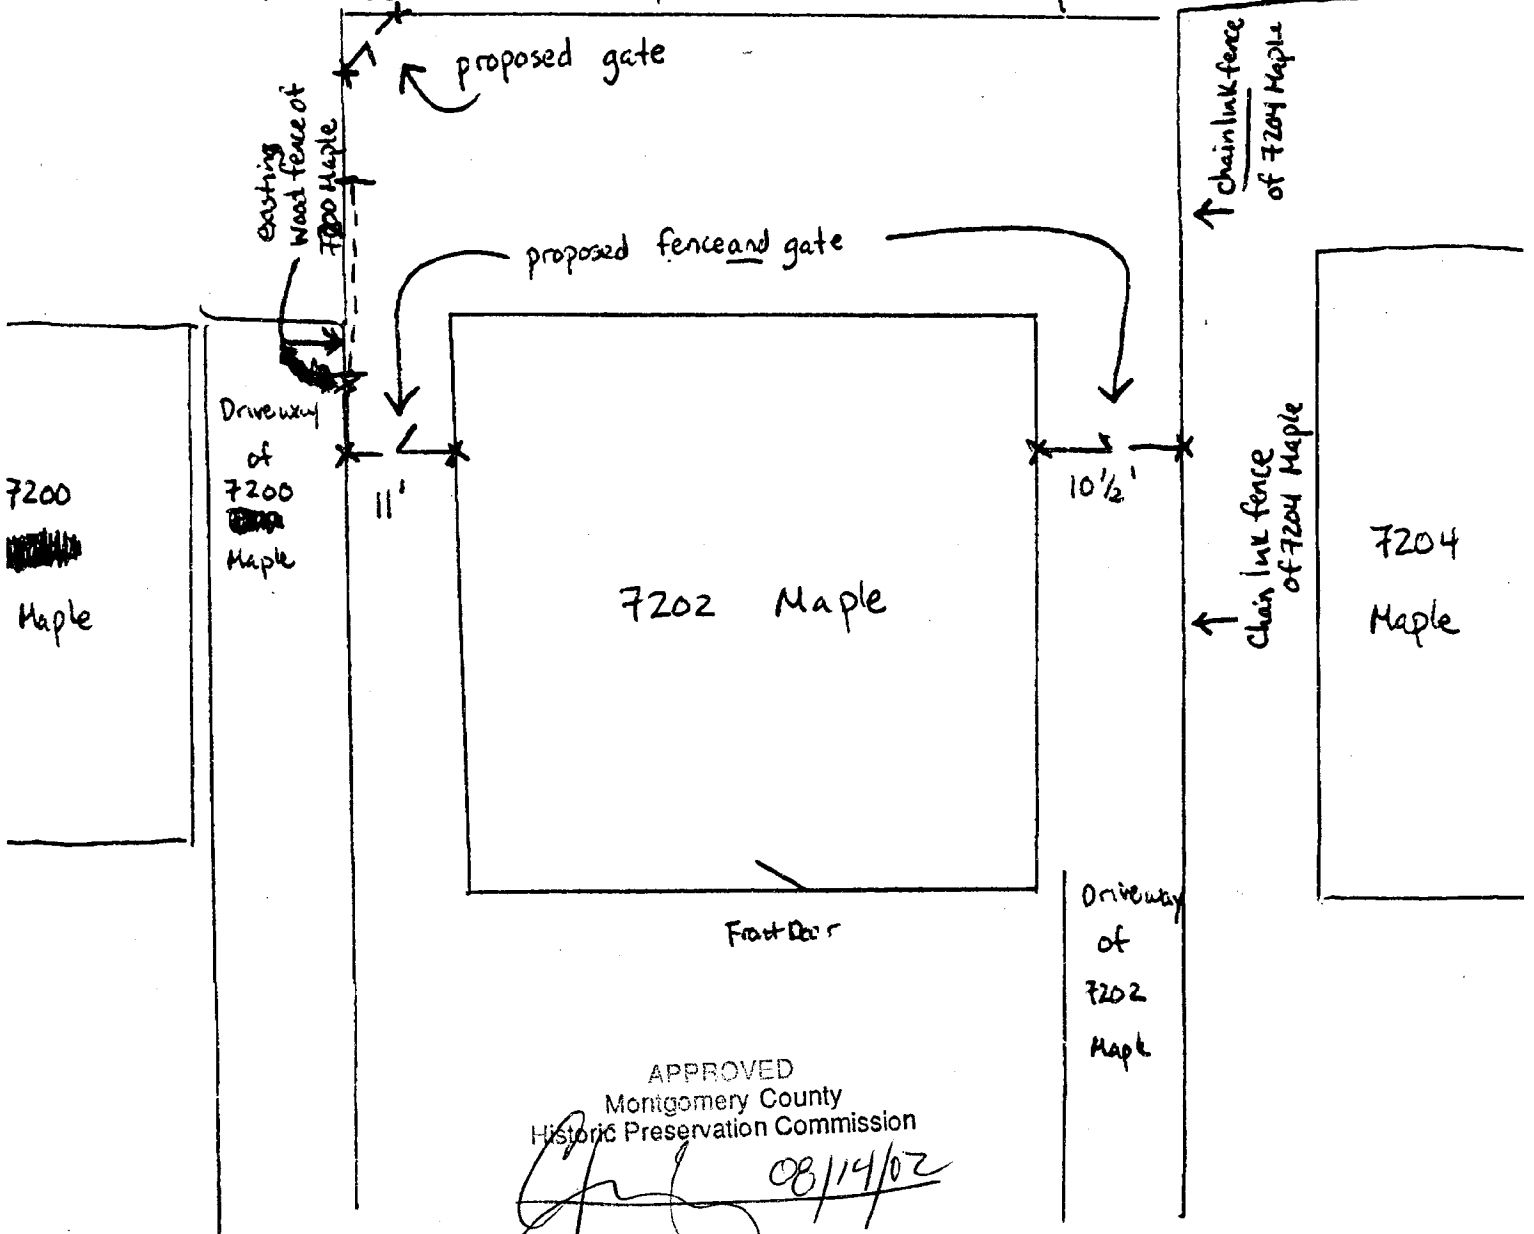 proposed gate
existing
Wood fence of
7200 Maple
chain link fence
of 7204 Maple
proposed fence and gate
Driveway
of
7200
Maple
7200
Maple
11'
10½'
7202 Maple
Chain link fence
of 7204 Maple
7204
Maple
Front Door
Driveway
of
7202
Maple
APPROVED
Montgomery County
Historic Preservation Commission
08/14/02